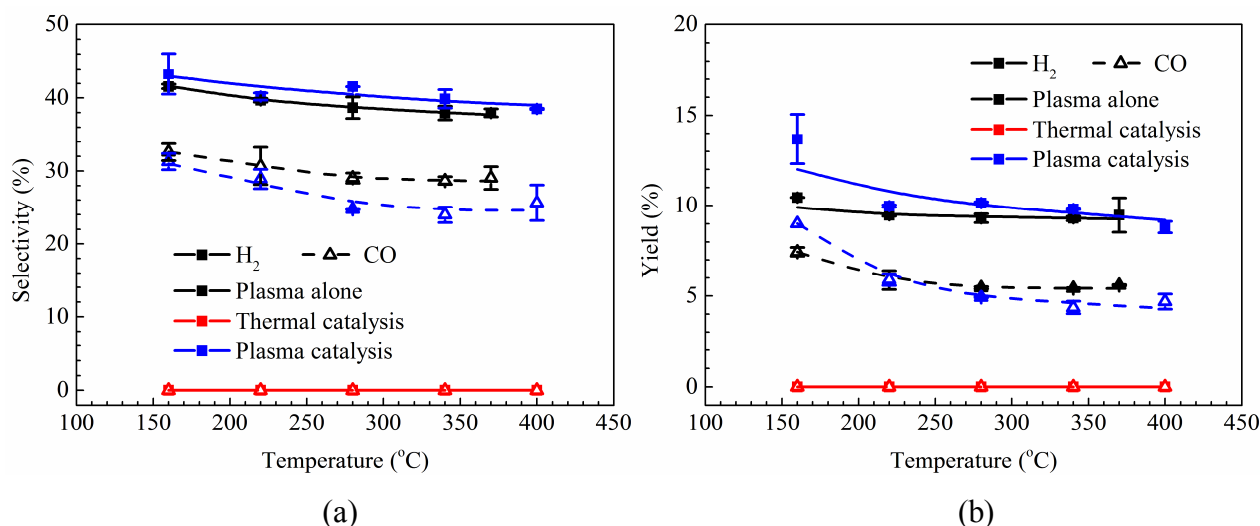 50
40
30
20
10
0
Selectivity (%)
H2 CO
Plasma alone
Thermal catalysis
Plasma catalysis
100 150 200 250 300 350 400 450
Temperature (°C)
(a)
20
15
10
5
0
Yield (%)
H2 CO
Plasma alone
Thermal catalysis
Plasma catalysis
100 150 200 250 300 350 400 450
Temperature (°C)
(b)